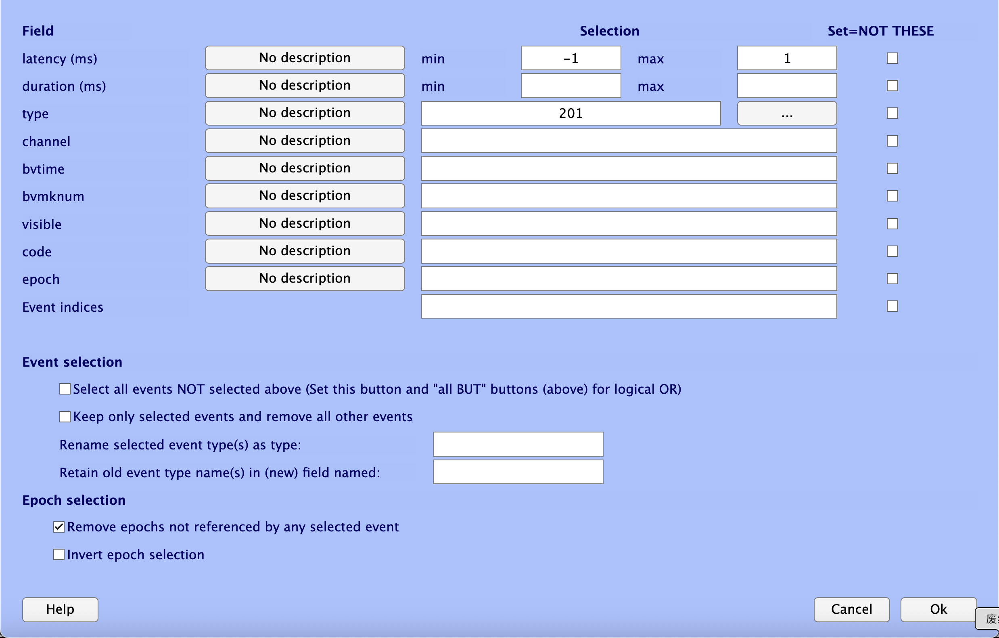 Field Selection Set=NOT THESE
latency (ms) No description min -1 max 1
duration (ms) No description min max
type No description 201 ...
channel No description
bvtime No description
bvmknum No description
visible No description
code No description
epoch No description
Event indices
Event selection
Select all events NOT selected above (Set this button and "all BUT" buttons (above) for logical OR)
Keep only selected events and remove all other events
Rename selected event type(s) as type:
Retain old event type name(s) in (new) field named:
Epoch selection
Remove epochs not referenced by any selected event
Invert epoch selection
Help Cancel Ok
废